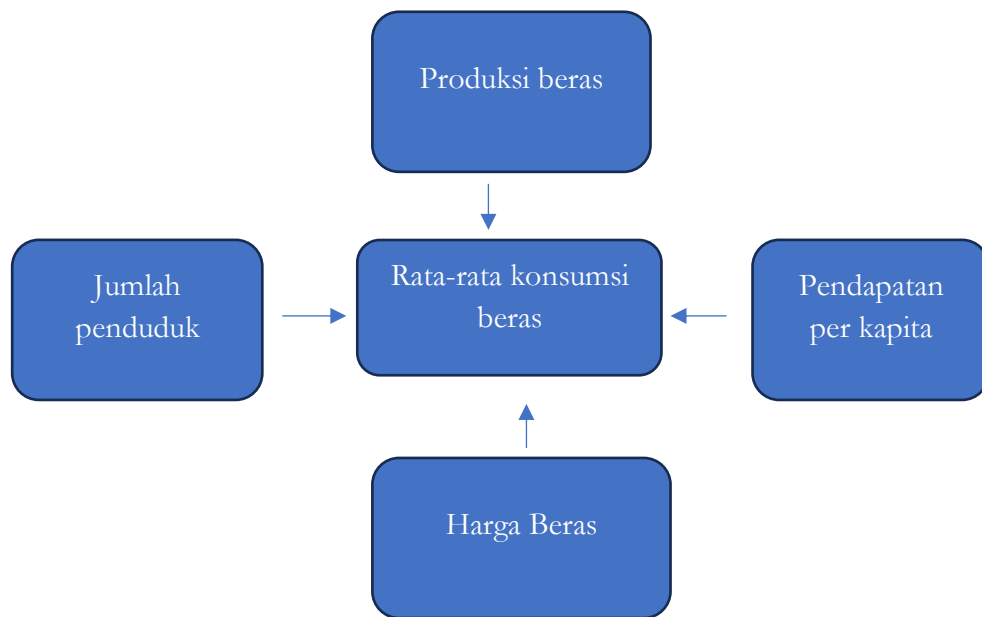 Produksi beras
Jumlah
penduduk
Rata-rata konsumsi
beras
Pendapatan
per kapita
Harga Beras